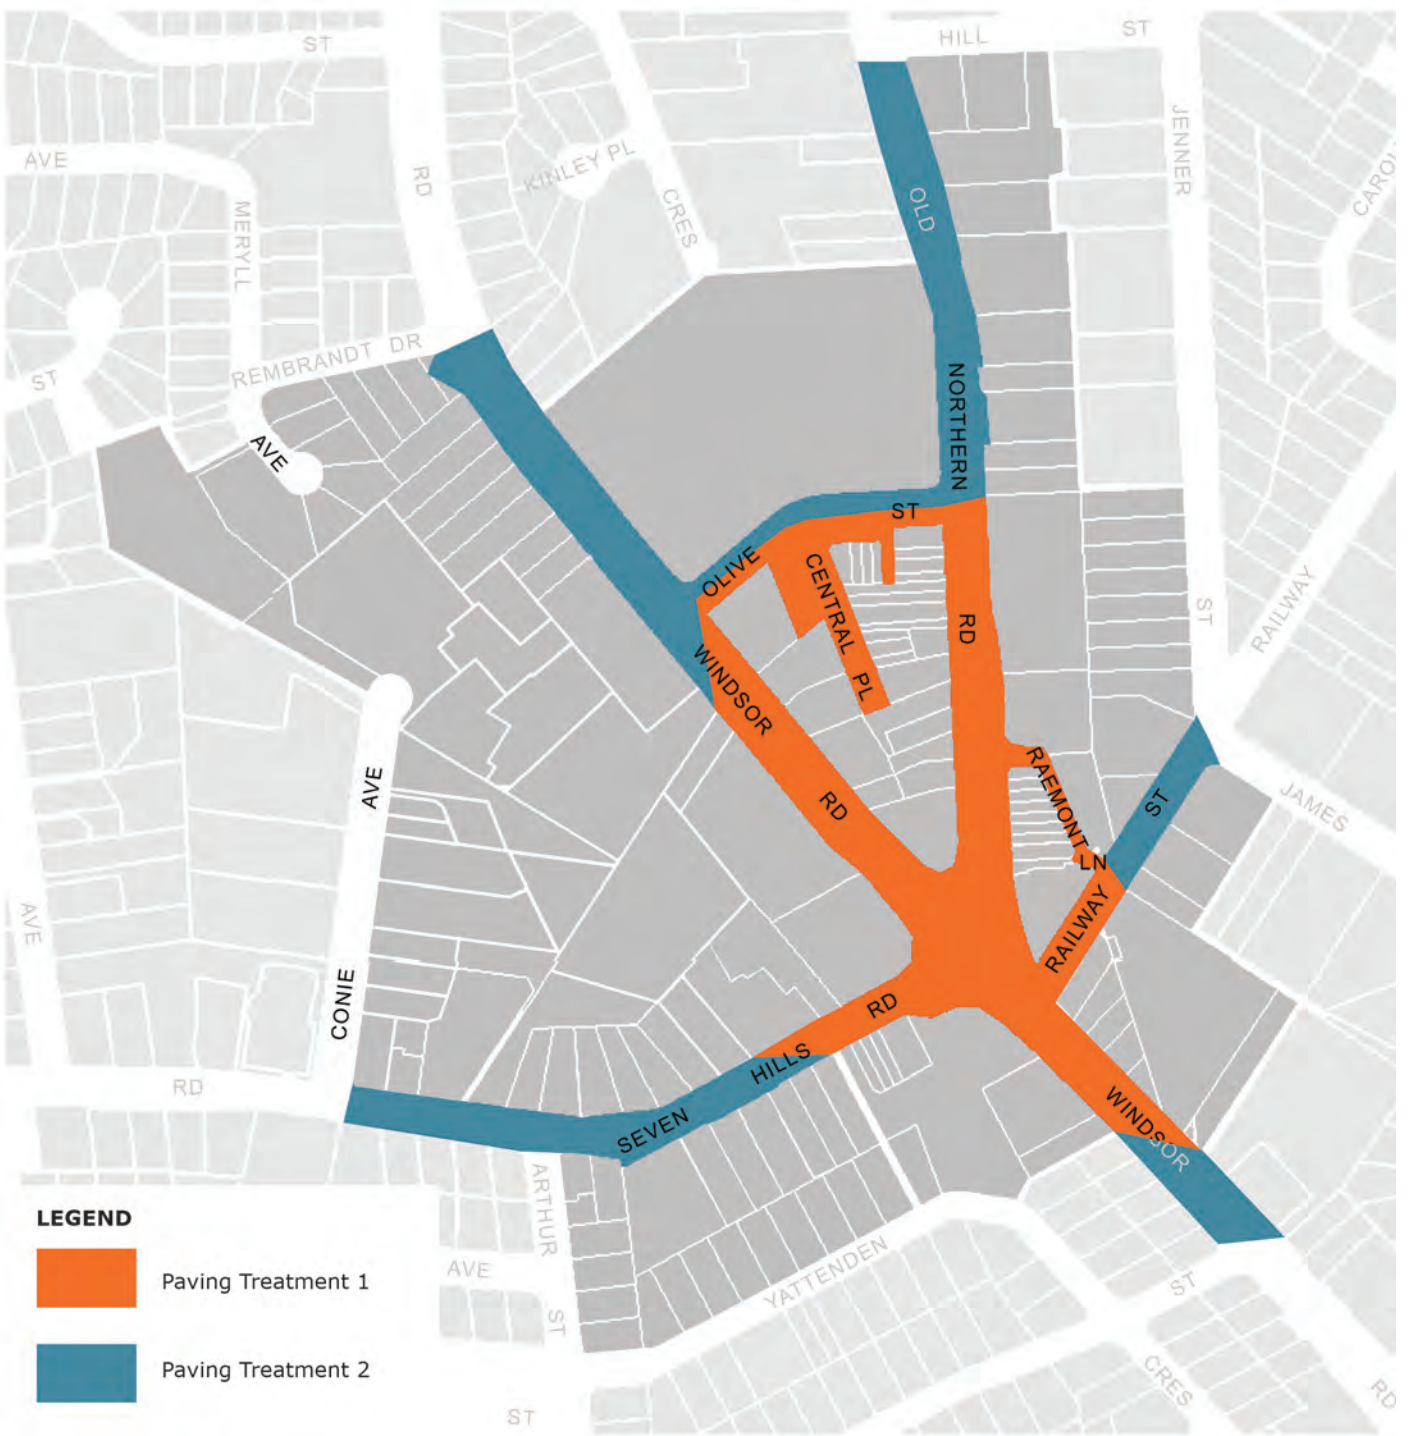 ST
HILL
ST
AVE
RD
KINLEY PL
JENNER
CRES
MERYLL
OLD
REMBRANDT DR
ST
AVE
NORTHERN
ST
OLIVE
CENTRAL PL
RD
ST
RAILWAY
WINDSOR
RD
RAEMONT
LN
ST
JAMES
AVE
CONIE
AVE
RAILWAY
RD
HILLS
SEVEN
WINDSOR
RD
ARTHUR
ST
AVE
YATTENDEN
ST
CRES
RD
ST
LEGEND
Paving Treatment 1
Paving Treatment 2